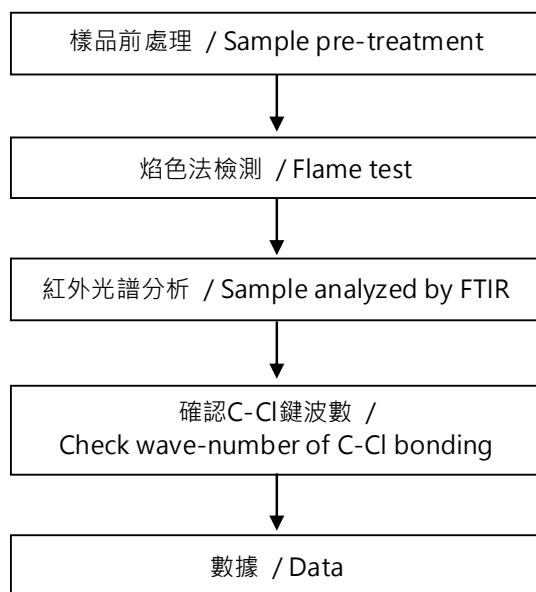 樣品前處理 / Sample pre-treatment
焰色法檢測 / Flame test
紅外光譜分析 / Sample analyzed by FTIR
確認C-Cl鍵波數 /
Check wave-number of C-Cl bonding
數據 / Data